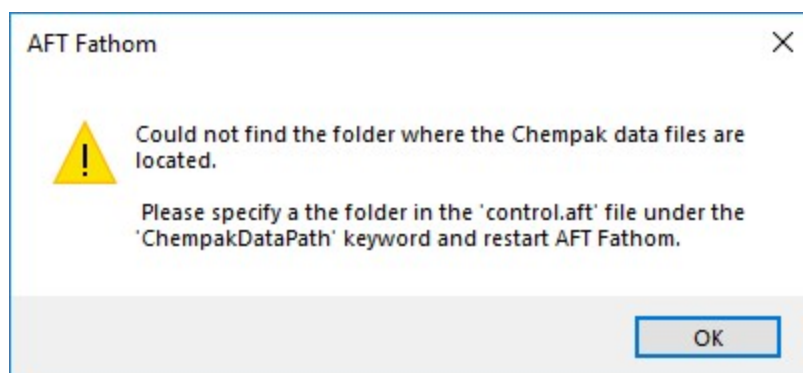 AFT Fathom
Could not find the folder where the Chempak data files are
located.
Please specify a the folder in the 'control.aft' file under the
'ChempakDataPath' keyword and restart AFT Fathom.
OK